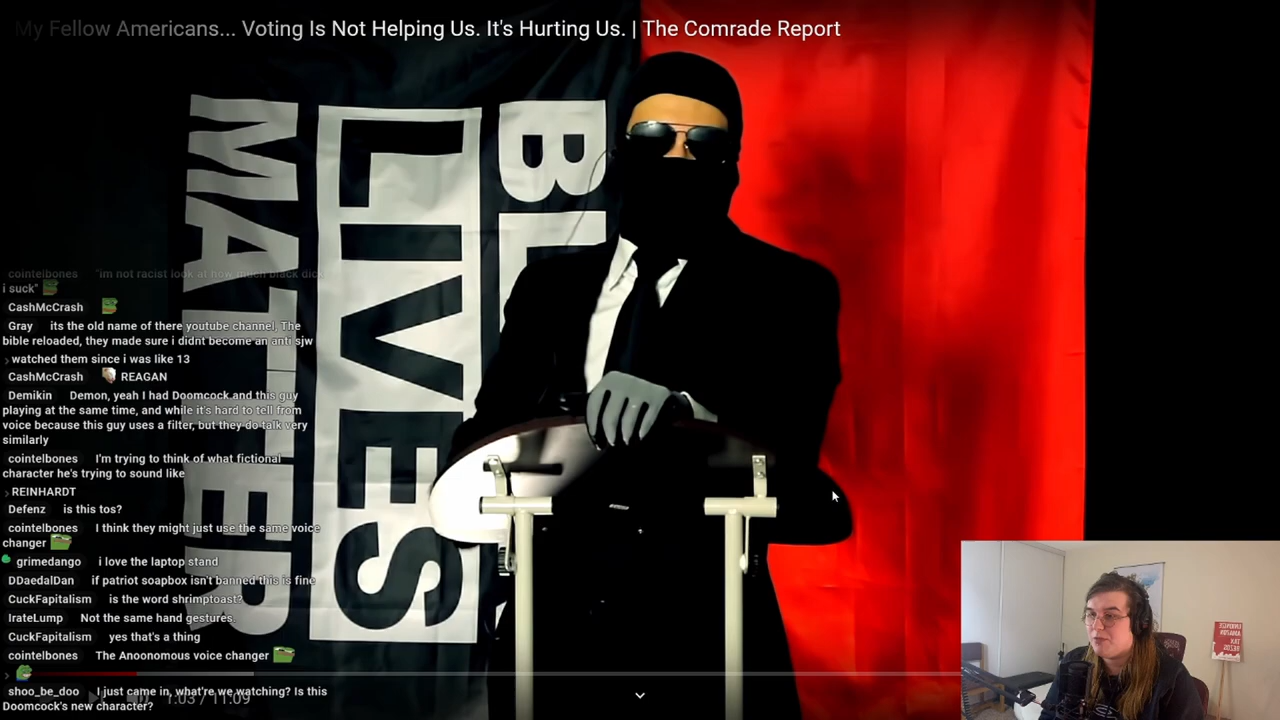 My Fellow Americans... Voting Is Not Helping Us. It's Hurting Us. | The Comrade Report
BL
LIVES
MATTER
cointelbones "im not racist look at how much black dick
i suck"
CashMcCrash
Gray its the old name of there youtube channel, The
bible reloaded, they made sure i didnt become an anti sjw
watched them since i was like 13
CashMcCrash REAGAN
Demikin Demon, yeah I had Doomcock and this guy
playing at the same time, and while it's hard to tell from
voice because this guy uses a filter, but they do talk very
similarly
cointelbones I'm trying to think of what fictional
character he's trying to sound like
REINHARDT
Defenz is this tos?
cointelbones I think they might just use the same voice
changer
grimedango i love the laptop stand
DDaedalDan if patriot soapbox isn't banned this is fine
CuckFapitalism is the word shrimptoast?
IrateLump Not the same hand gestures.
CuckFapitalism yes that's a thing
cointelbones The Anoonomous voice changer
shoo_be_doo I just came in, what're we watching? Is this
Doomcock's new character?
1:03 / 11:09
AMAZON
TAX
BEZOS